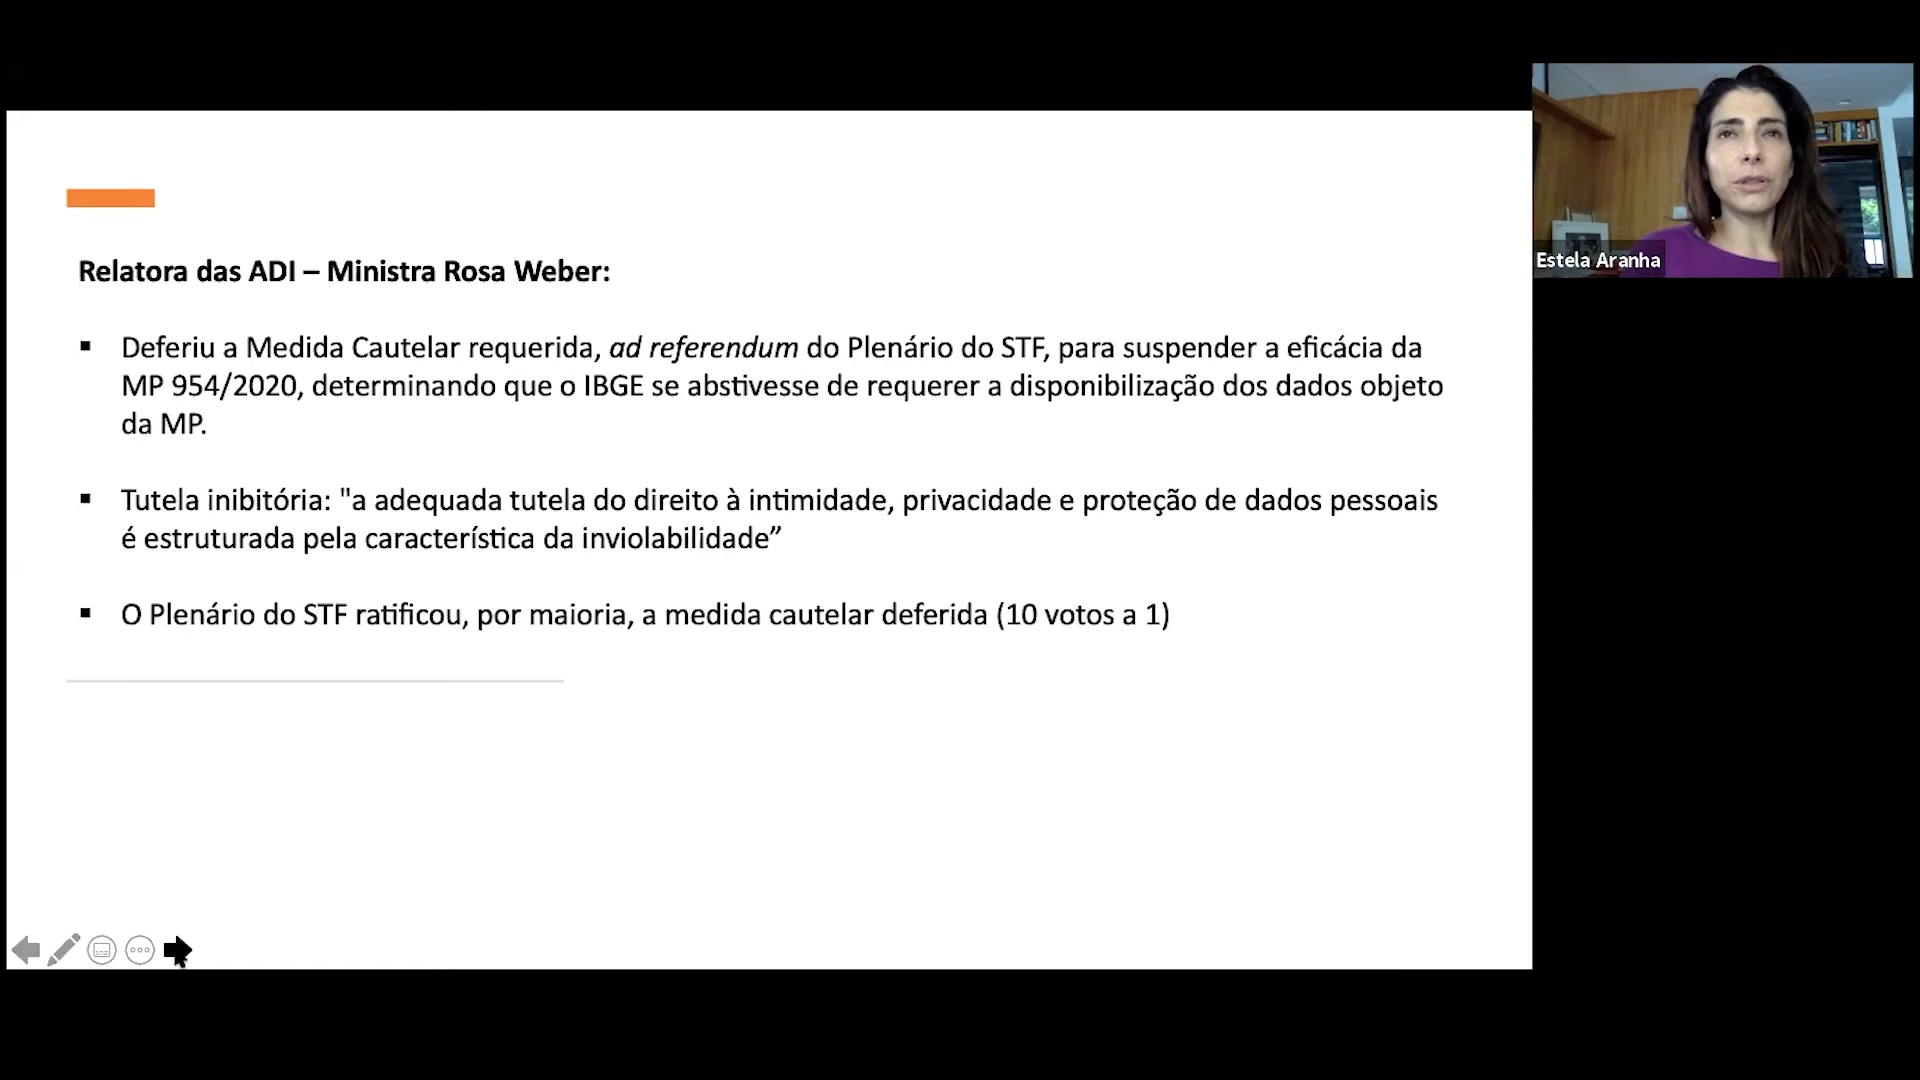 Relatora das ADI – Ministra Rosa Weber:
▪ Deferiu a Medida Cautelar requerida, ad referendum do Plenário do STF, para suspender a eficácia da
MP 954/2020, determinando que o IBGE se abstivesse de requerer a disponibilização dos dados objeto
da MP.
▪ Tutela inibitória: "a adequada tutela do direito à intimidade, privacidade e proteção de dados pessoais
é estruturada pela característica da inviolabilidade”
▪ O Plenário do STF ratificou, por maioria, a medida cautelar deferida (10 votos a 1)
Estela Aranha